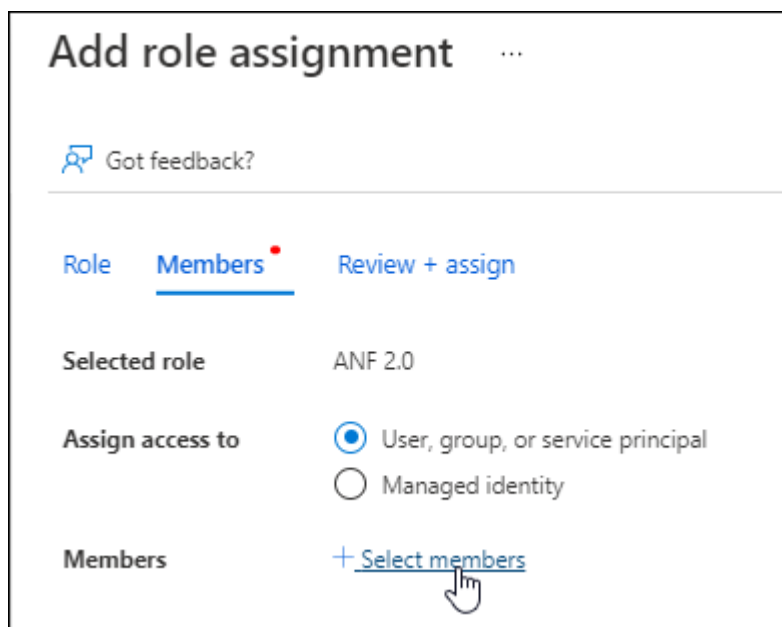 Add role assignment ...
Got feedback?
Role Members Review + assign
Selected role ANF 2.0
Assign access to User, group, or service principal
Managed identity
Members + Select members